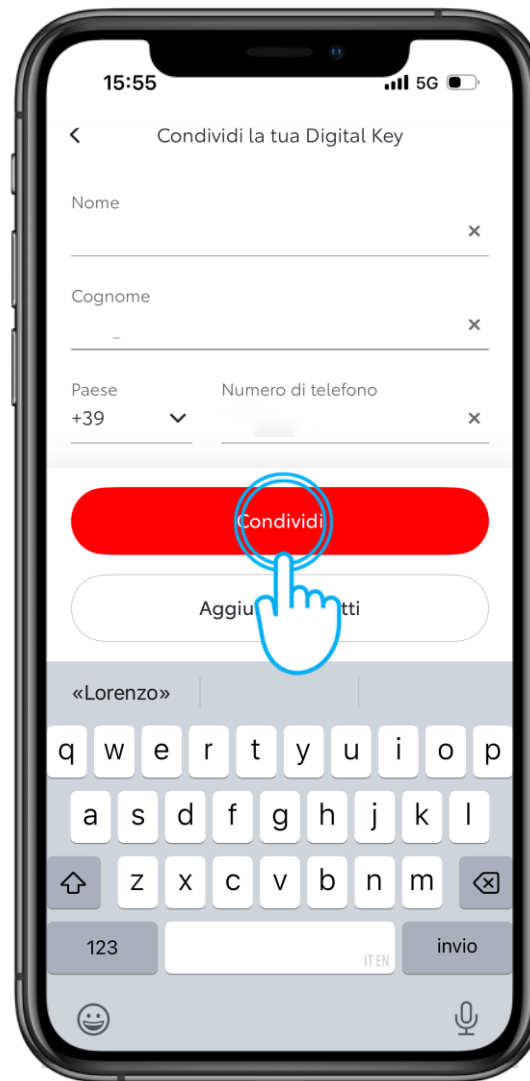 15:55 5G
Condividi la tua Digital Key
Nome
Cognome
Paese Numero di telefono
+39
Condividi
«Lorenzo»
q w e r t y u i o p
a s d f g h j k l
z x c v b n m
123 IT EN invio